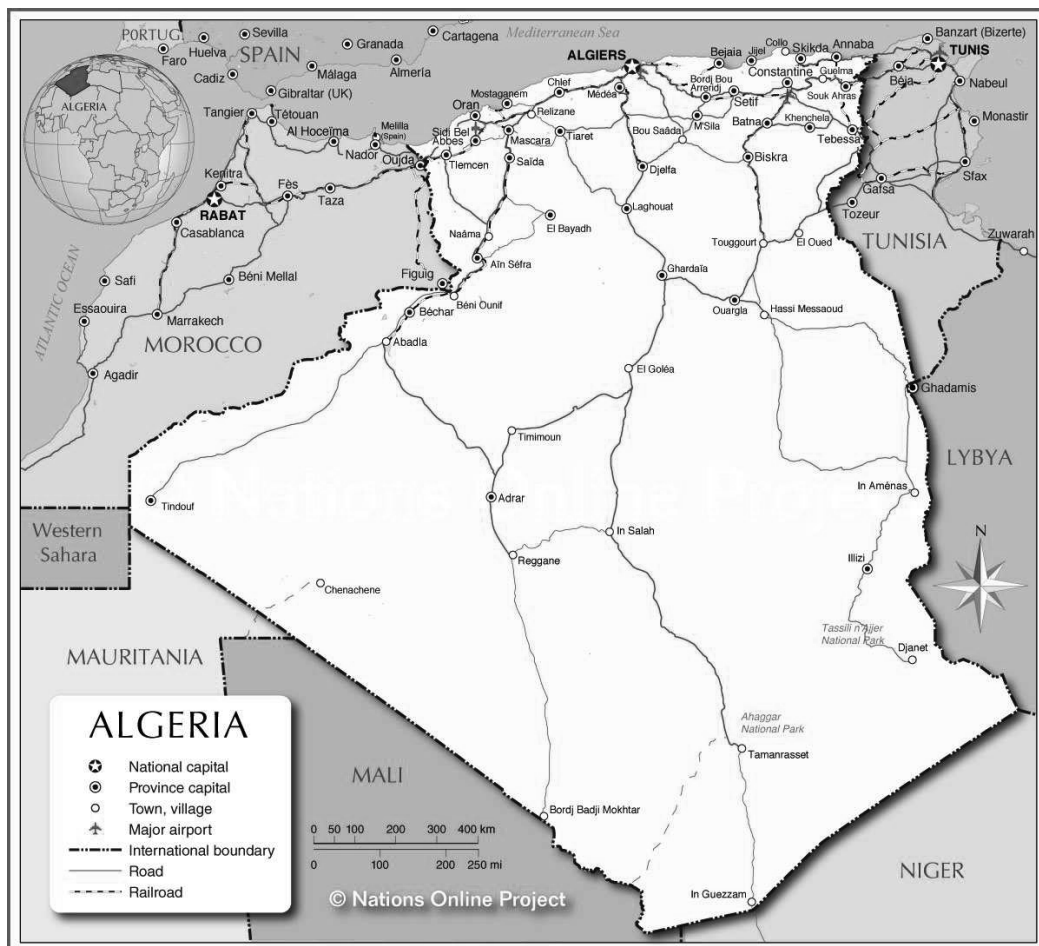 PORTUG.
Sevilla
Huelva
Faro
SPAIN
Granada
Cartagena
Mediterranean Sea
Cadiz
Málaga
Almería
Gibraltar (UK)
ALGERIA
Tangier
Tétouan
Al Hoceïma
Melilla
(Spain)
Nador
Oujda
Kenitra
RABAT
Fès
Taza
Casablanca
ATLANTIC OCEAN
Safi
Béni Mellal
Essaouira
Marrakech
MOROCCO
Agadir
Figuig
ALGIERS
Bejaia
Jijel
Collo
Skikda
Annaba
Banzart (Bizerte)
TUNIS
Mostaganem
Chlef
Médéa
Bordj Bou
Arreridj
Constantine
Guelma
Béja
Nabeul
Oran
Relizane
Setif
Souk Ahras
Sidi Bel
Abbes
Mascara
Tiaret
Bou Saâda
M'Sila
Batna
Khenchela
Tebessa
Monastir
Tlemcen
Saïda
Djelfa
Biskra
Gafsa
Sfax
Laghouat
El Bayadh
Tozeur
Naâma
Touggourt
El Oued
TUNISIA
Zuwarah
Aïn Séfra
Ghardaïa
Béni Ounif
Béchar
Ouargla
Hassi Messaoud
Abadla
El Goléa
Ghadamis
Timimoun
LYBYA
Nations Online Project
Tindouf
Adrar
In Aménas
Western
Sahara
In Salah
Reggane
Illizi
N
Chenachene
Tassili n'Ajjer
National Park
Djanet
MAURITANIA
Ahaggar
National Park
Tamanrasset
MALI
Bordj Badji Mokhtar
NIGER
In Guezzam
ALGERIA
National capital
Province capital
Town, village
Major airport
International boundary
Road
Railroad
0 50 100 200 300 400 km
0 100 200 250 mi
© Nations Online Project